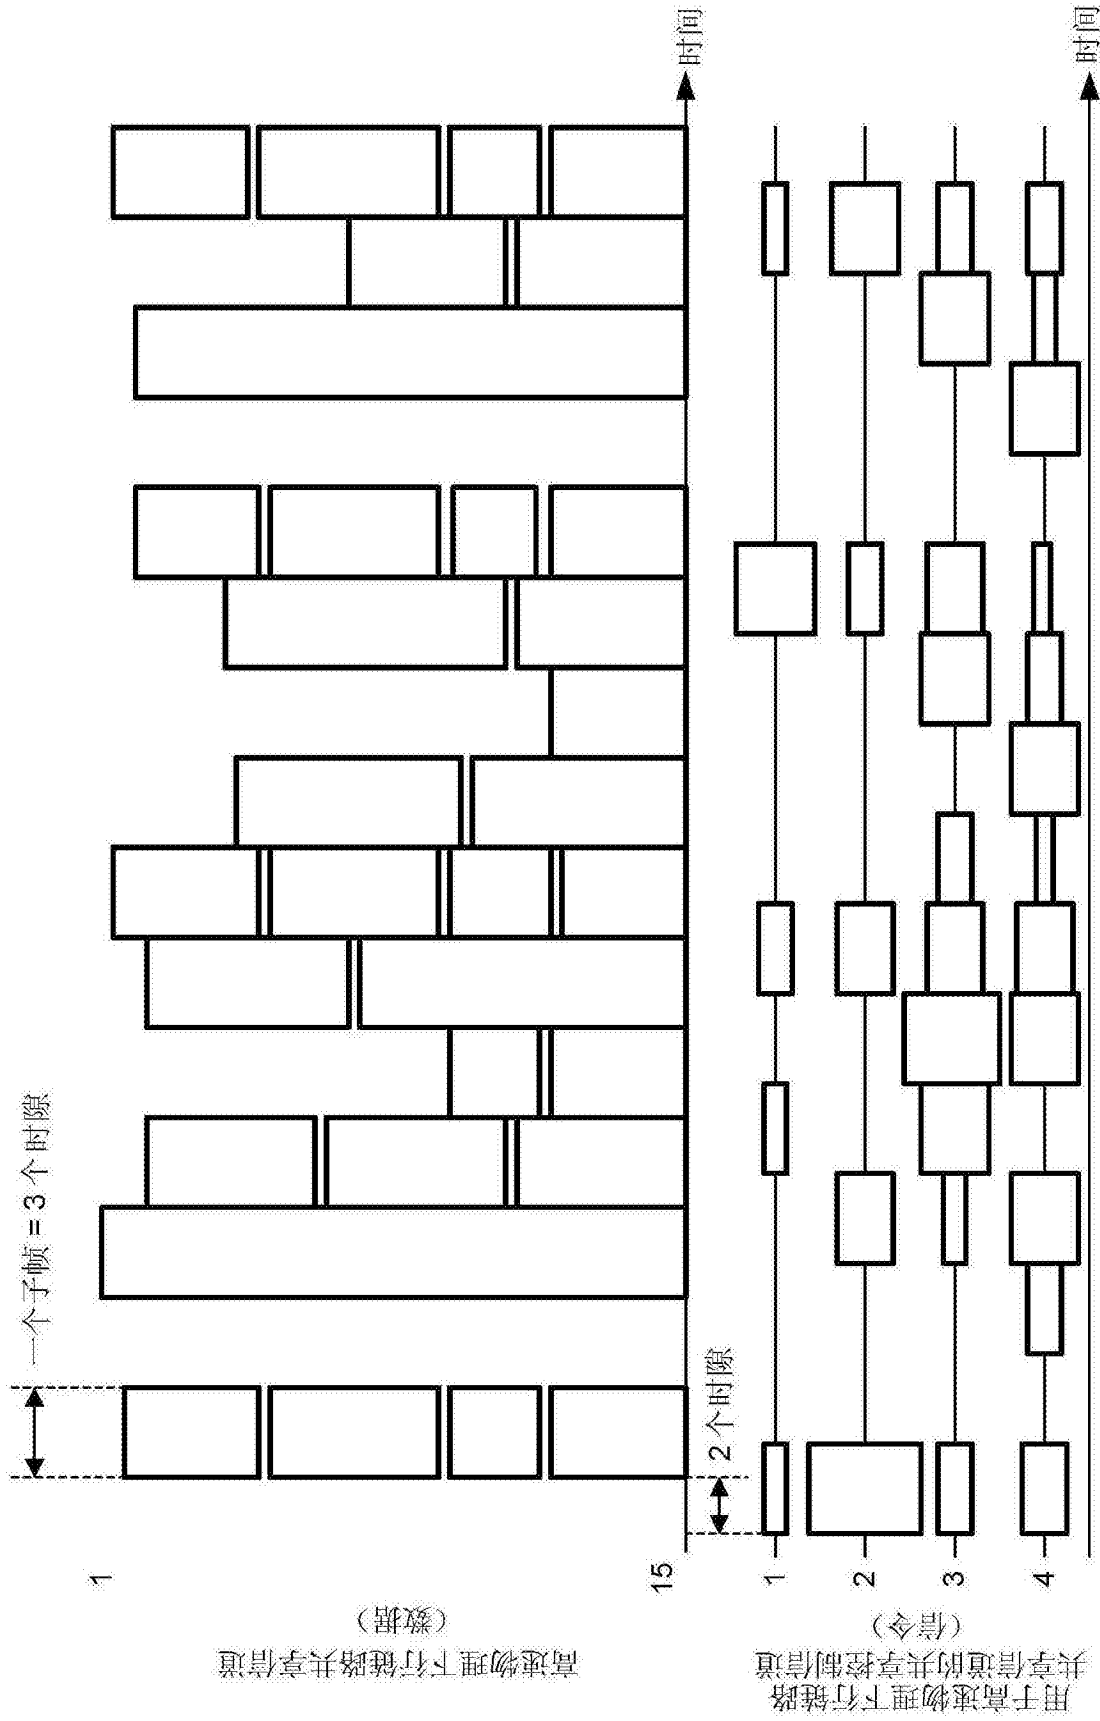 一个子帧 = 3 个时隙
1
15
高速物理下行链路共享信道
（数据）
时间
2 个时隙
1
2
3
4
用于高速物理下行链路
共享信道的共享控制信道
（信令）
时间